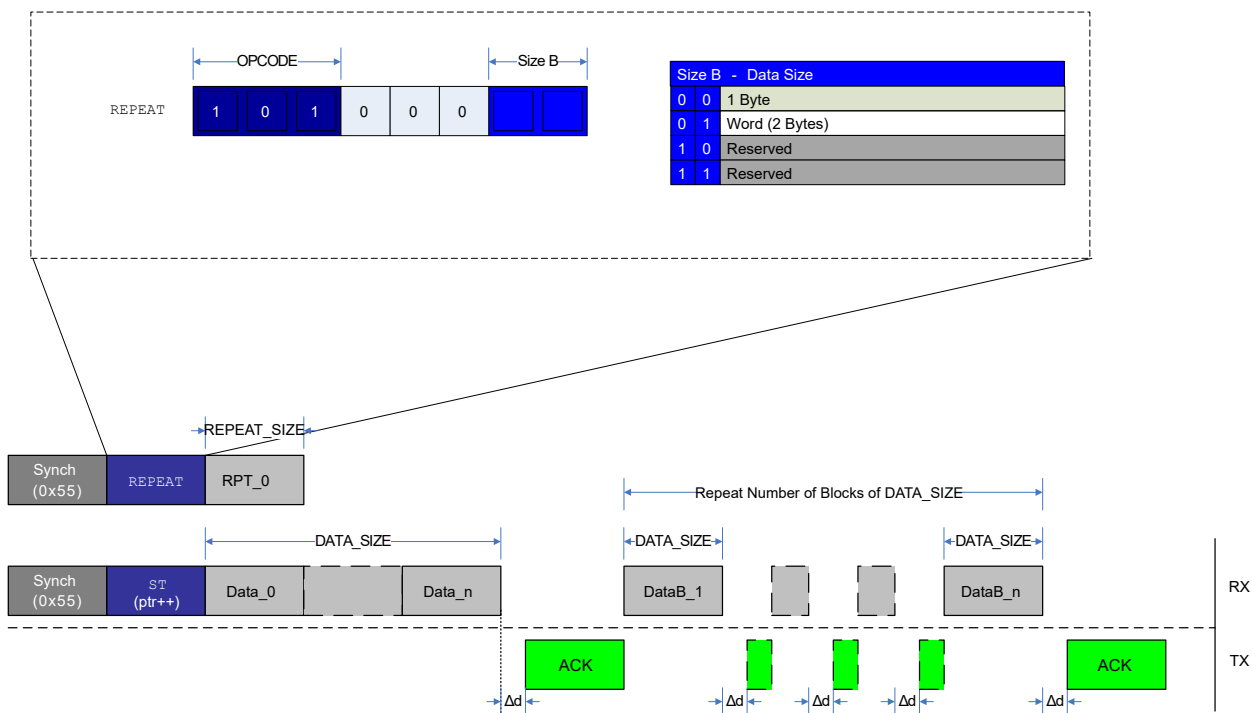 OPCODE
Size B
REPEAT
1 0 1 0 0 0
Size B - Data Size
0 0 1 Byte
0 1 Word (2 Bytes)
1 0 Reserved
1 1 Reserved
REPEAT_SIZE
Synch
(0x55)
REPEAT
RPT_0
Repeat Number of Blocks of DATA_SIZE
DATA_SIZE
DATA_SIZE
DATA_SIZE
Synch
(0x55)
ST
(ptr++)
Data_0
Data_n
DataB_1
DataB_n
RX
ACK
ACK
TX
Δd
Δd
Δd
Δd
Δd